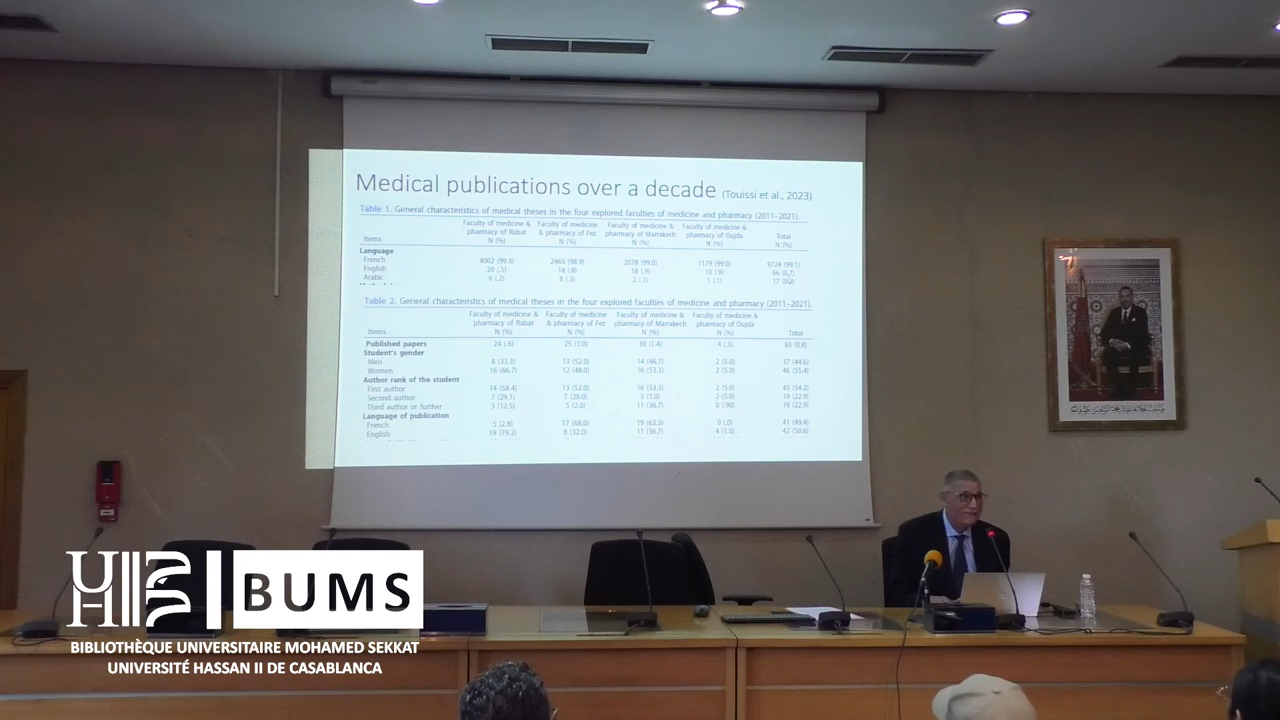 Medical publications over a decade (Touissi et al., 2023)
Table 1. General characteristics of medical theses in the four explored faculties of medicine and pharmacy (2011–2021).
Items Faculty of medicine & pharmacy of Rabat N (%) Faculty of medicine & pharmacy of Fez N (%) Faculty of medicine & pharmacy of Marrakech N (%) Faculty of medicine & pharmacy of Oujda N (%) Total N (%)
Language
French 4002 (99.3) 2465 (98.9) 2078 (99.0) 1179 (99.0) 9724 (99.1)
English 20 (.5) 18 (.8) 18 (.9) 10 (.9) 66 (0.7)
Arabic 6 (.2) 8 (.3) 2 (.1) 1 (.1) 17 (0.2)
Table 2. General characteristics of medical theses in the four explored faculties of medicine and pharmacy (2011–2021).
Items Faculty of medicine & pharmacy of Rabat N (%) Faculty of medicine & pharmacy of Fez N (%) Faculty of medicine & pharmacy of Marrakech N (%) Faculty of medicine & pharmacy of Oujda N (%) Total
Published papers 24 (.6) 25 (1.0) 30 (1.4) 4 (.3) 83 (0.8)
Student's gender
Men 8 (33.3) 13 (52.0) 14 (46.7) 2 (5.0) 37 (44.6)
Women 16 (66.7) 12 (48.0) 16 (53.3) 2 (5.0) 46 (55.4)
Author rank of the student
First author 14 (58.4) 13 (52.0) 16 (53.3) 2 (5.0) 45 (54.2)
Second author 7 (29.1) 7 (28.0) 3 (1.0) 2 (5.0) 19 (22.9)
Third author or further 3 (12.5) 5 (2.0) 11 (36.7) 0 (.90) 19 (22.9)
Language of publication
French 5 (2.8) 17 (68.0) 19 (63.3) 0 (.0) 41 (49.4)
English 19 (79.2) 8 (32.0) 11 (36.7) 4 (1.0) 42 (50.6)
UH2C
BUMS
BIBLIOTHÈQUE UNIVERSITAIRE MOHAMED SEKKAT
UNIVERSITÉ HASSAN II DE CASABLANCA